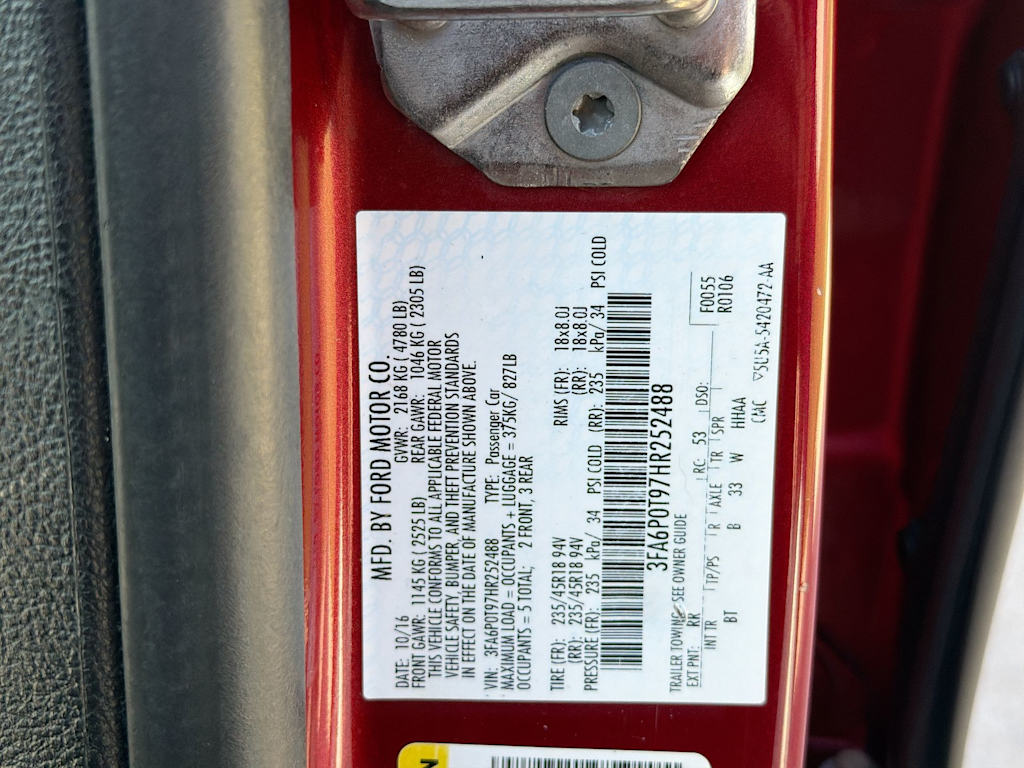 MFD. BY FORD MOTOR CO.
DATE: 10/16 GVWR: 2168 KG ( 4780 LB)
FRONT GAWR: 1145 KG ( 2525 LB) REAR GAWR: 1046 KG ( 2305 LB)
THIS VEHICLE CONFORMS TO ALL APPLICABLE FEDERAL MOTOR
VEHICLE SAFETY, BUMPER, AND THEFT PREVENTION STANDARDS
IN EFFECT ON THE DATE OF MANUFACTURE SHOWN ABOVE.
VIN: 3FA6P0T97HR252488 TYPE: Passenger Car
MAXIMUM LOAD = OCCUPANTS + LUGGAGE = 375KG/ 827LB
OCCUPANTS = 5 TOTAL; 2 FRONT, 3 REAR
TIRE (FR): 235/45R18 94V RIMS (FR): 18x8.0J
(RR): 235/45R18 94V (RR): 18x8.0J
PRESSURE (FR): 235 kPa/ 34 PSI COLD (RR): 235 kPa/ 34 PSI COLD
3FA6P0T97HR252488
TRAILER TOWING - SEE OWNER GUIDE F0055
EXT PNT: RR RC: 53 DSO: R0106
INT TR TP/PS R AXLE TR SPR
BT B 33 W HHAA
CMC ▽5U5A-5420472-AA
N